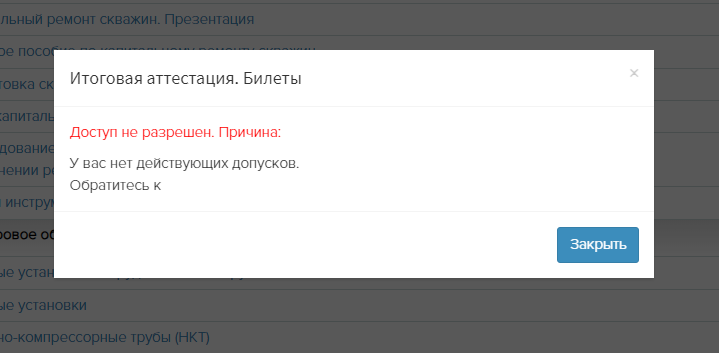 льный ремонт скважин. Презентация
ое пособие по капитальному ремонту скважин
Итоговая аттестация. Билеты
×
товка ск
Доступ не разрешен. Причина:
капиталь
дование
У вас нет действующих допусков.
чении ре
Обратитесь к
и инструм
ровое об
Закрыть
ые устан
ые установки
но-компрессорные трубы (НКТ)